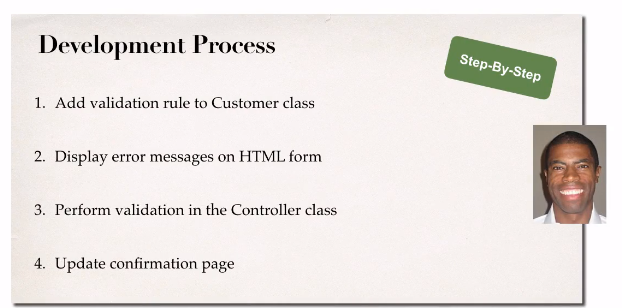 Development Process
Step-By-Step
1. Add validation rule to Customer class
2. Display error messages on HTML form
3. Perform validation in the Controller class
4. Update confirmation page